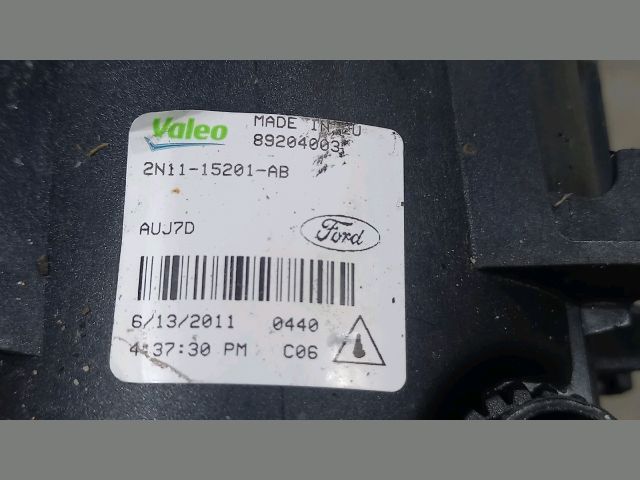 Valeo
MADE IN EU
89204003
2N11-15201-AB
AUJ7D
Ford
6/13/2011 0440
4:37:30 PM C06